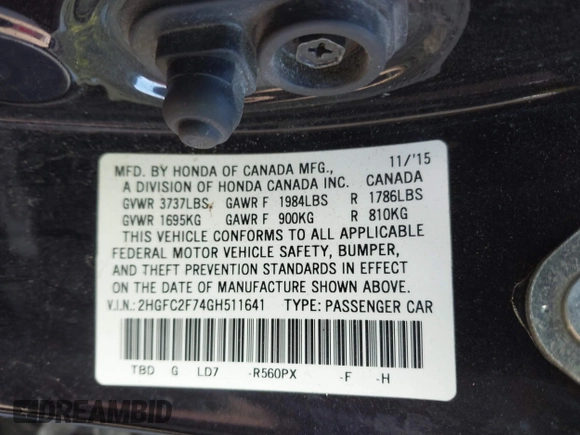 MFD. BY HONDA OF CANADA MFG., 11/'15
A DIVISION OF HONDA CANADA INC. CANADA
GVWR 3737LBS, GAWR F 1984LBS R 1786LBS
GVWR 1695KG GAWR F 900KG R 810KG
THIS VEHICLE CONFORMS TO ALL APPLICABLE
FEDERAL MOTOR VEHICLE SAFETY, BUMPER,
AND THEFT PREVENTION STANDARDS IN EFFECT
ON THE DATE OF MANUFACTURE SHOWN ABOVE.
V.I.N.: 2HGFC2F74GH511641 TYPE: PASSENGER CAR
TBD G LD7 -R560PX -F -H
DREAMBID